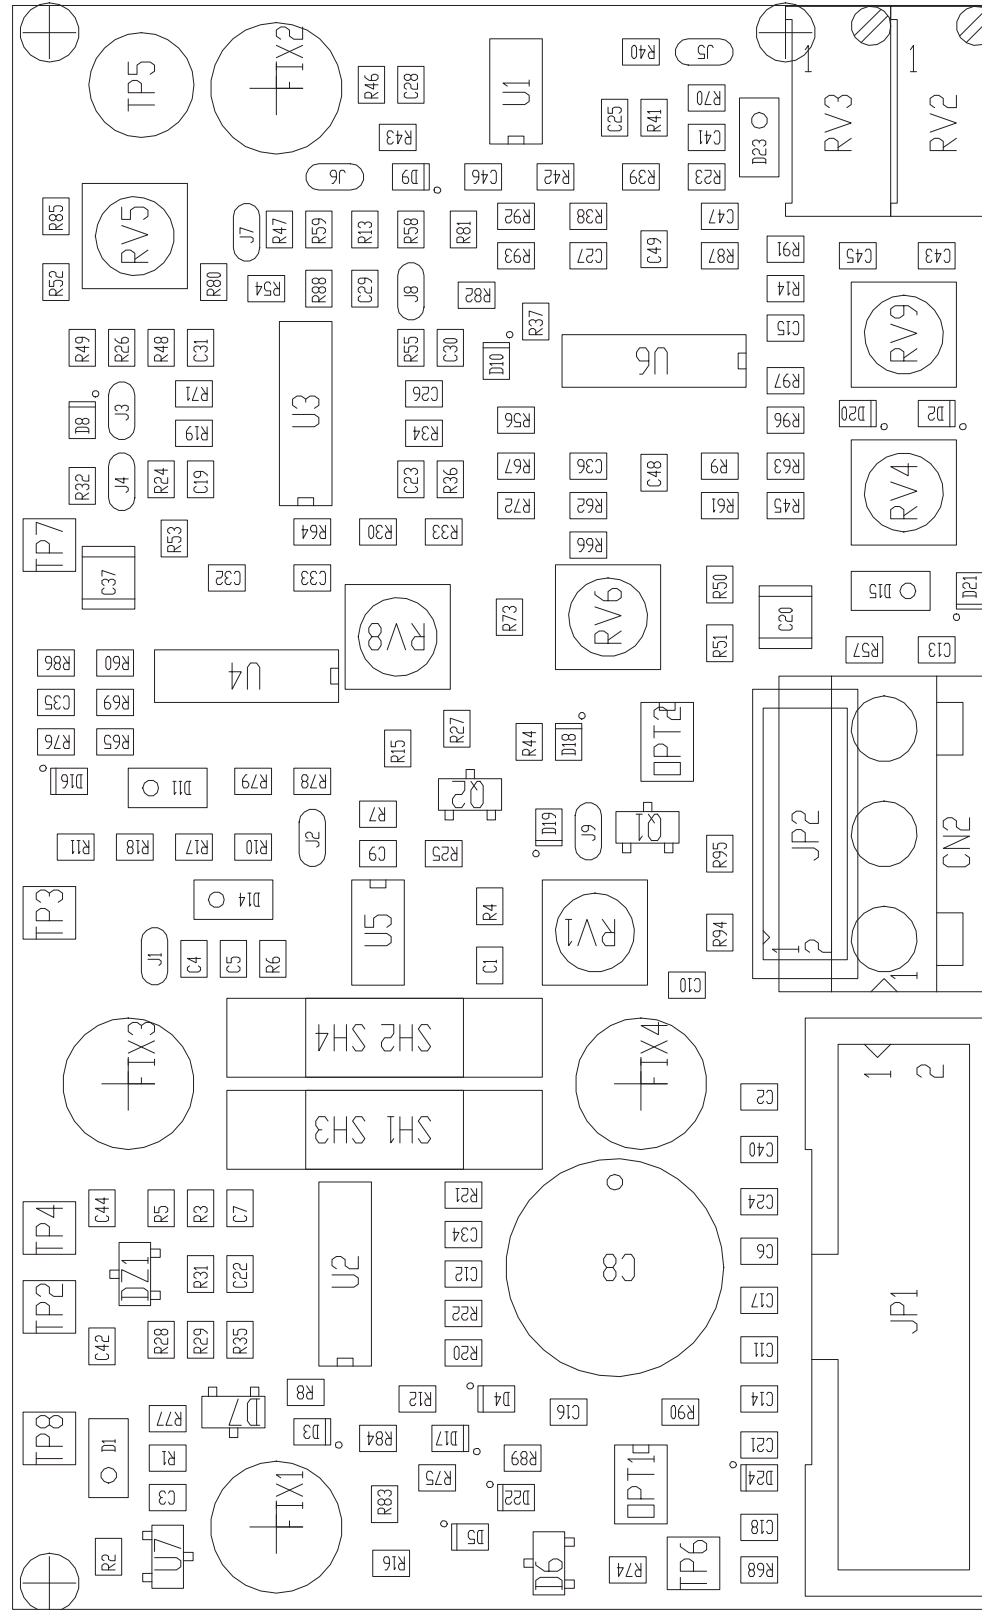 FIX2
TP5
R46
C28
U1
R40
J5
1
1
RV3
RV2
R70
C25
R41
C41
D23
R43
J6
D9
C46
R42
R39
R23
R85
RV5
J7
R47
R59
R13
R58
R81
R92
R38
C47
R93
C27
C49
R87
R91
C45
C43
R52
R80
R54
R88
C29
J8
R82
R14
R37
C15
RV9
R49
R26
R48
C31
R55
C30
D10
U6
R97
D8
J3
R71
R19
U3
C26
R34
R56
R96
D20
D2
R32
J4
R24
C19
C23
R36
R67
C36
C48
R9
R63
RV4
R72
R62
R61
R45
TP7
R53
R64
R30
R33
R66
C37
C32
C33
RV8
R73
RV6
R50
C20
D15
D21
R51
R57
C13
R86
R60
U4
C35
R69
R76
R65
R15
R27
R44
D18
OPT2
D16
D11
R79
R78
Q2
R7
J2
D19
J9
Q1
JP2
CN2
R11
R18
R17
R10
C9
R25
R95
TP3
D14
U5
R4
RV1
R94
1
2
1
J1
C4
C5
R6
C1
C10
FIX3
SH2 SH4
FIX4
1
2
SH1 SH3
C2
C40
TP4
C44
R5
R3
C7
R21
C24
C34
DZ1
R31
C22
U2
C12
C8
C6
TP2
R22
C17
JP1
C42
R28
R29
R35
R20
C11
R8
R12
D4
C14
TP8
D1
R77
D7
D3
R84
D17
C16
R90
C21
R1
R75
R89
OPT1
D24
C3
FIX1
R83
D22
C18
R2
U7
D5
R16
D6
R74
TP6
R68